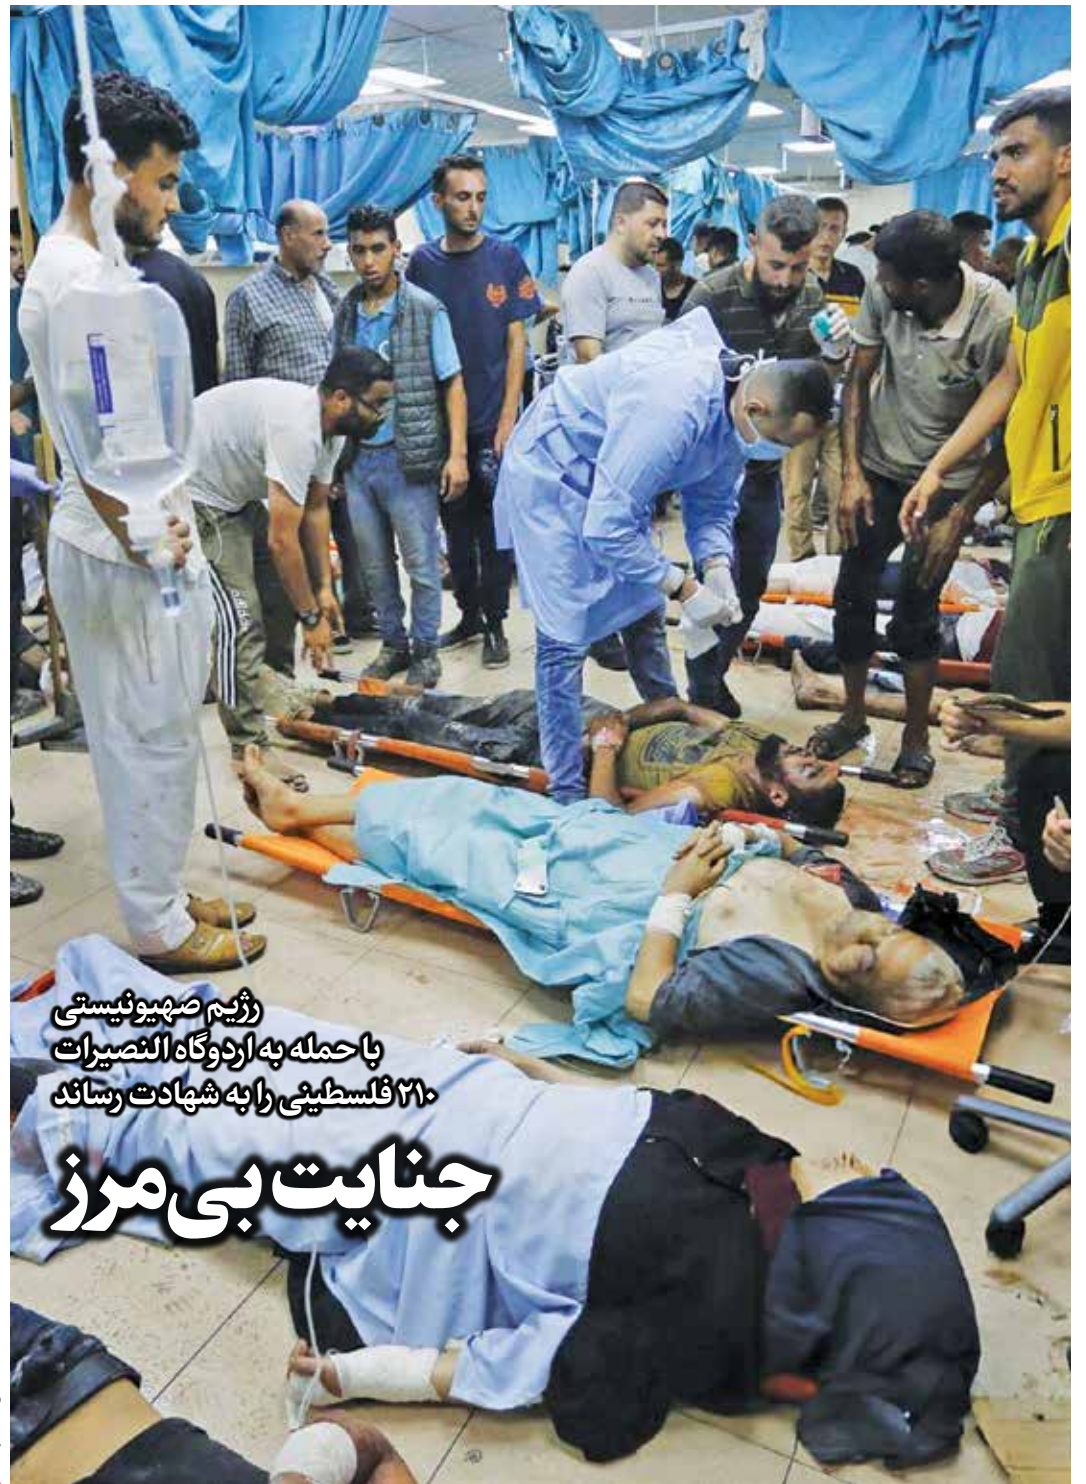 رژیم صهیونیستی
با حمله به اردوگاه النصیرات
۲۱۰ فلسطینی را به شهادت رساند
جنایت بی‌مرز